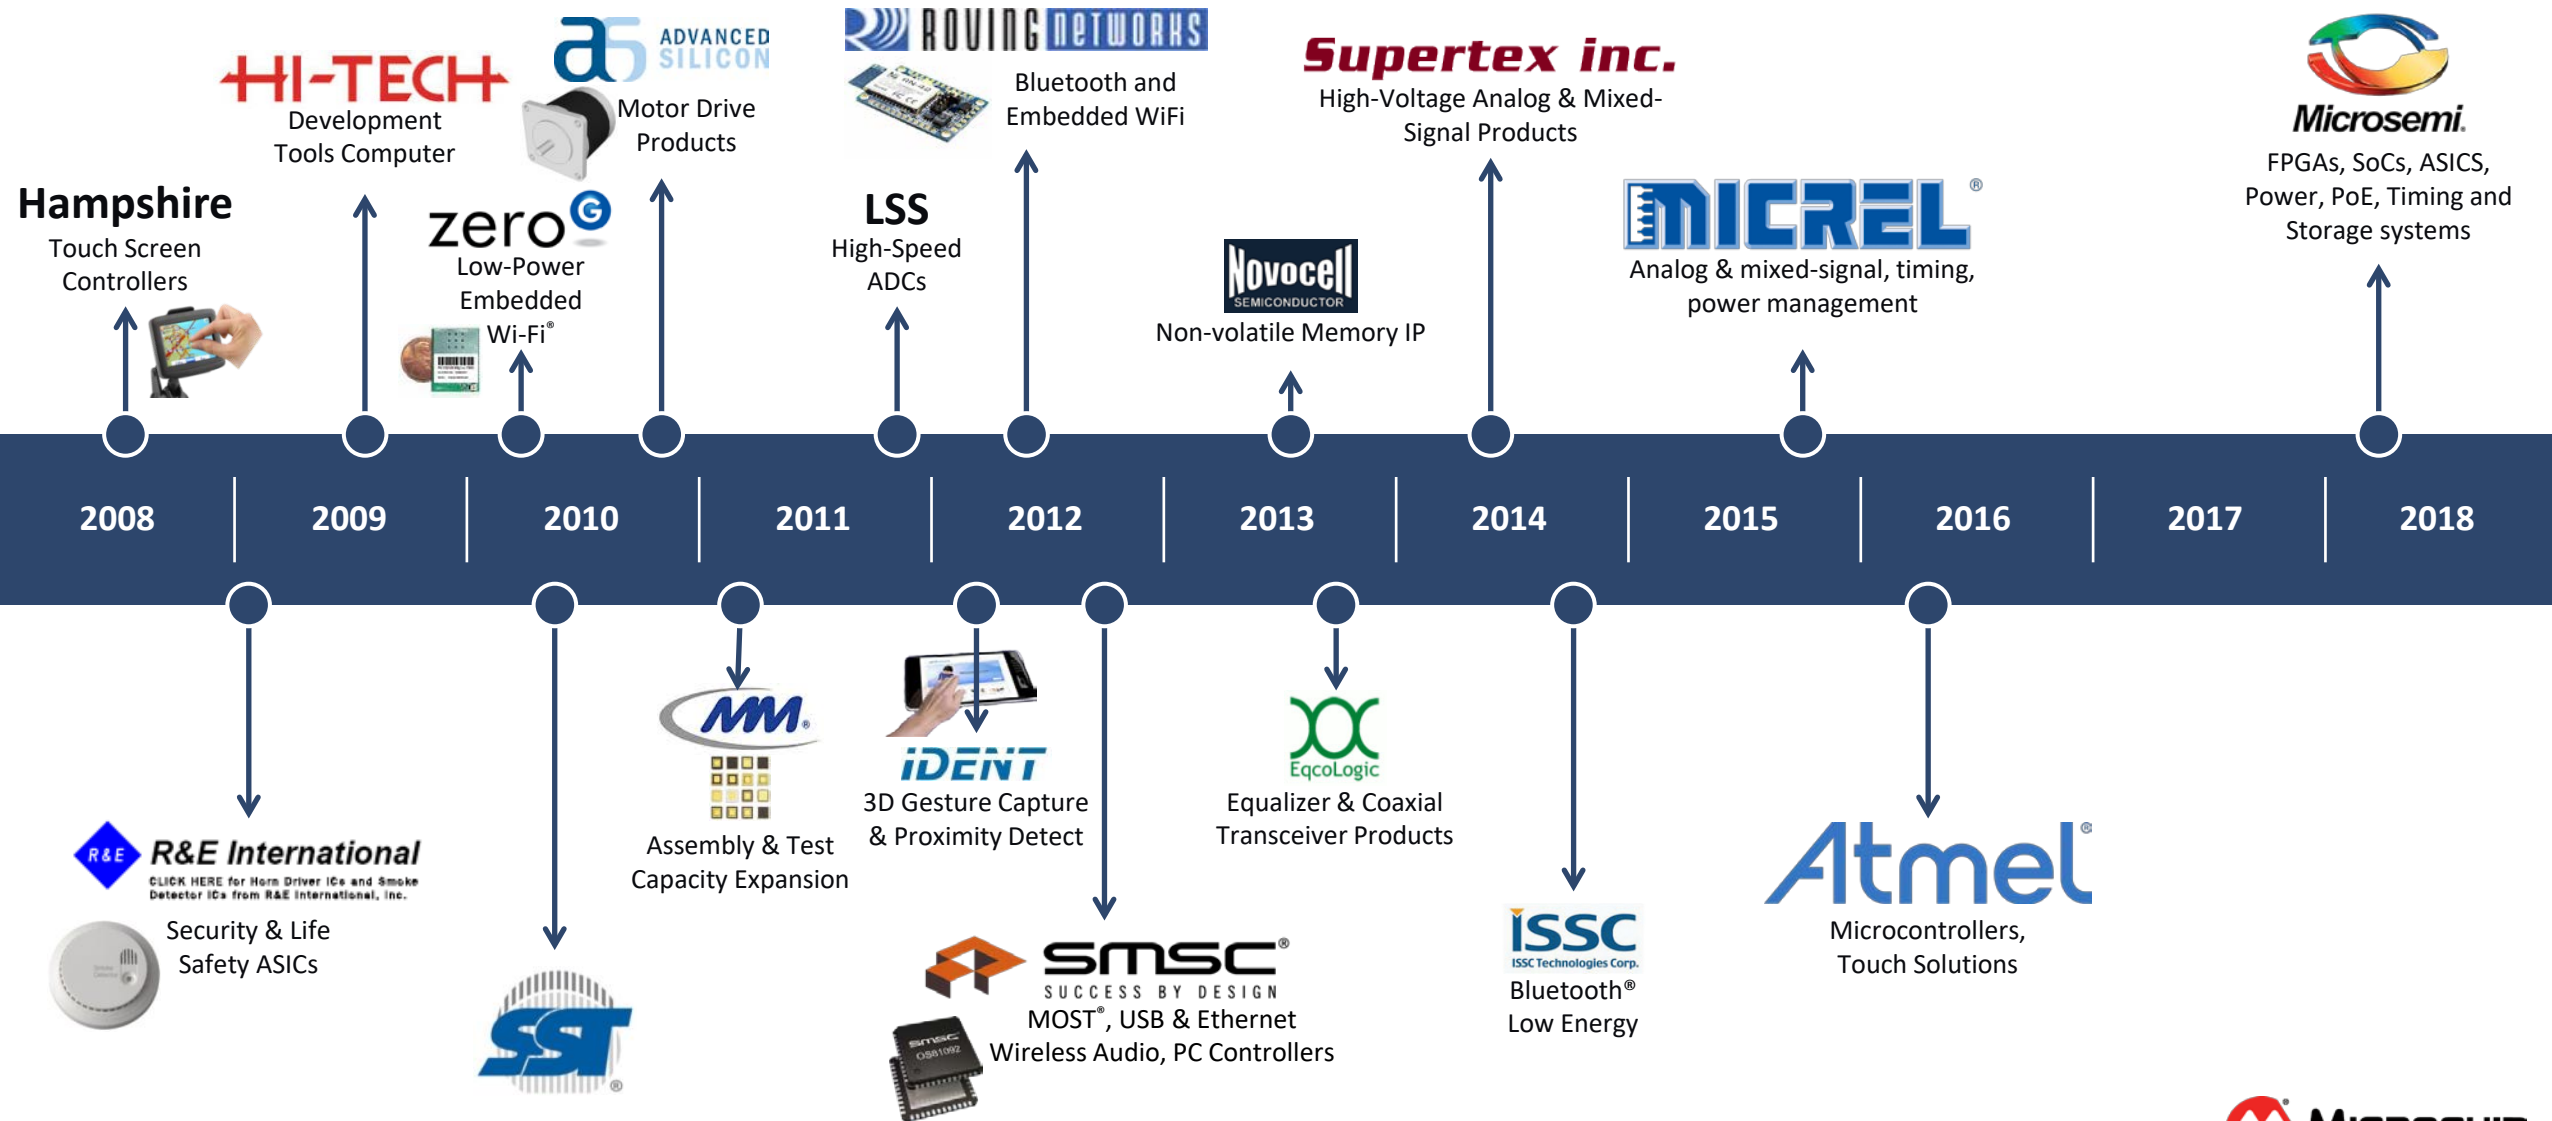 ADVANCED
SILICON
Motor Drive
Products
HI-TECH
Development
Tools Computer
ROVING NETWORKS
Bluetooth and
Embedded WiFi
Supertex inc.
High-Voltage Analog & Mixed-
Signal Products
Microsemi.
FPGAs, SoCs, ASICS,
Power, PoE, Timing and
Storage systems
Hampshire
Touch Screen
Controllers
zero G
Low-Power
Embedded
Wi-Fi®
LSS
High-Speed
ADCs
Novocell
SEMICONDUCTOR
Non-volatile Memory IP
MICREL®
Analog & mixed-signal, timing,
power management
2008 2009 2010 2011 2012 2013 2014 2015 2016 2017 2018
R&E
R&E International
CLICK HERE for Horn Driver ICs and Smoke
Detector ICs from R&E International, Inc.
Security & Life
Safety ASICs
SST®
MM®
Assembly & Test
Capacity Expansion
iDENT
3D Gesture Capture
& Proximity Detect
SMSC®
SUCCESS BY DESIGN
MOST®, USB & Ethernet
Wireless Audio, PC Controllers
smsc
OS81092
EqcoLogic
Equalizer & Coaxial
Transceiver Products
ISSC
ISSC Technologies Corp.
Bluetooth®
Low Energy
Atmel®
Microcontrollers,
Touch Solutions
MICROCHIP